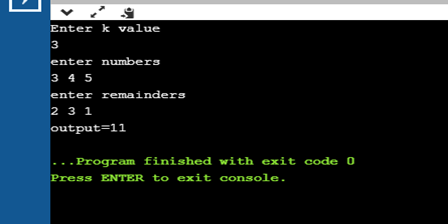 Enter k value
3
enter numbers
3 4 5
enter remainders
2 3 1
output=11
...Program finished with exit code 0
Press ENTER to exit console.